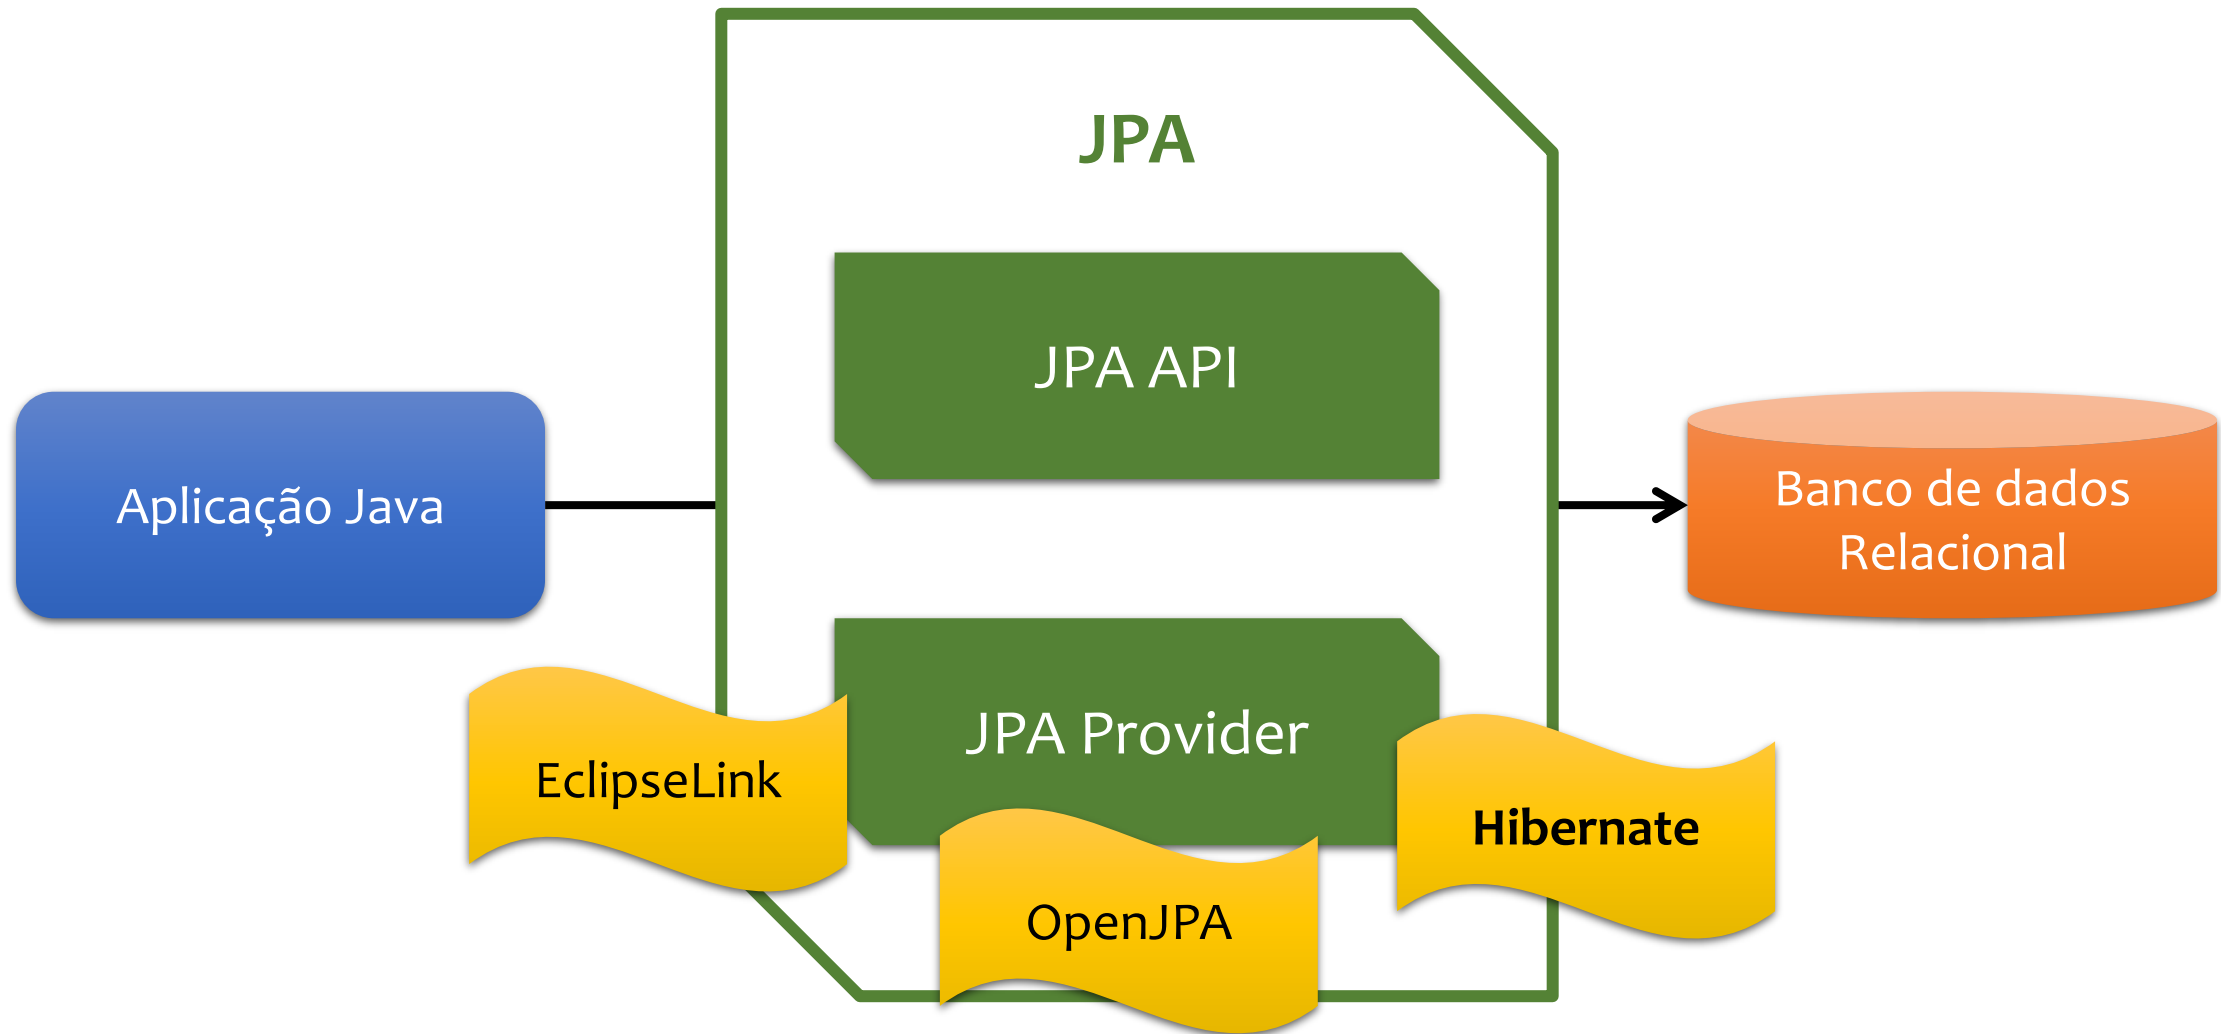 JPA
JPA API
Aplicação Java
Banco de dados
Relacional
JPA Provider
EclipseLink
Hibernate
OpenJPA